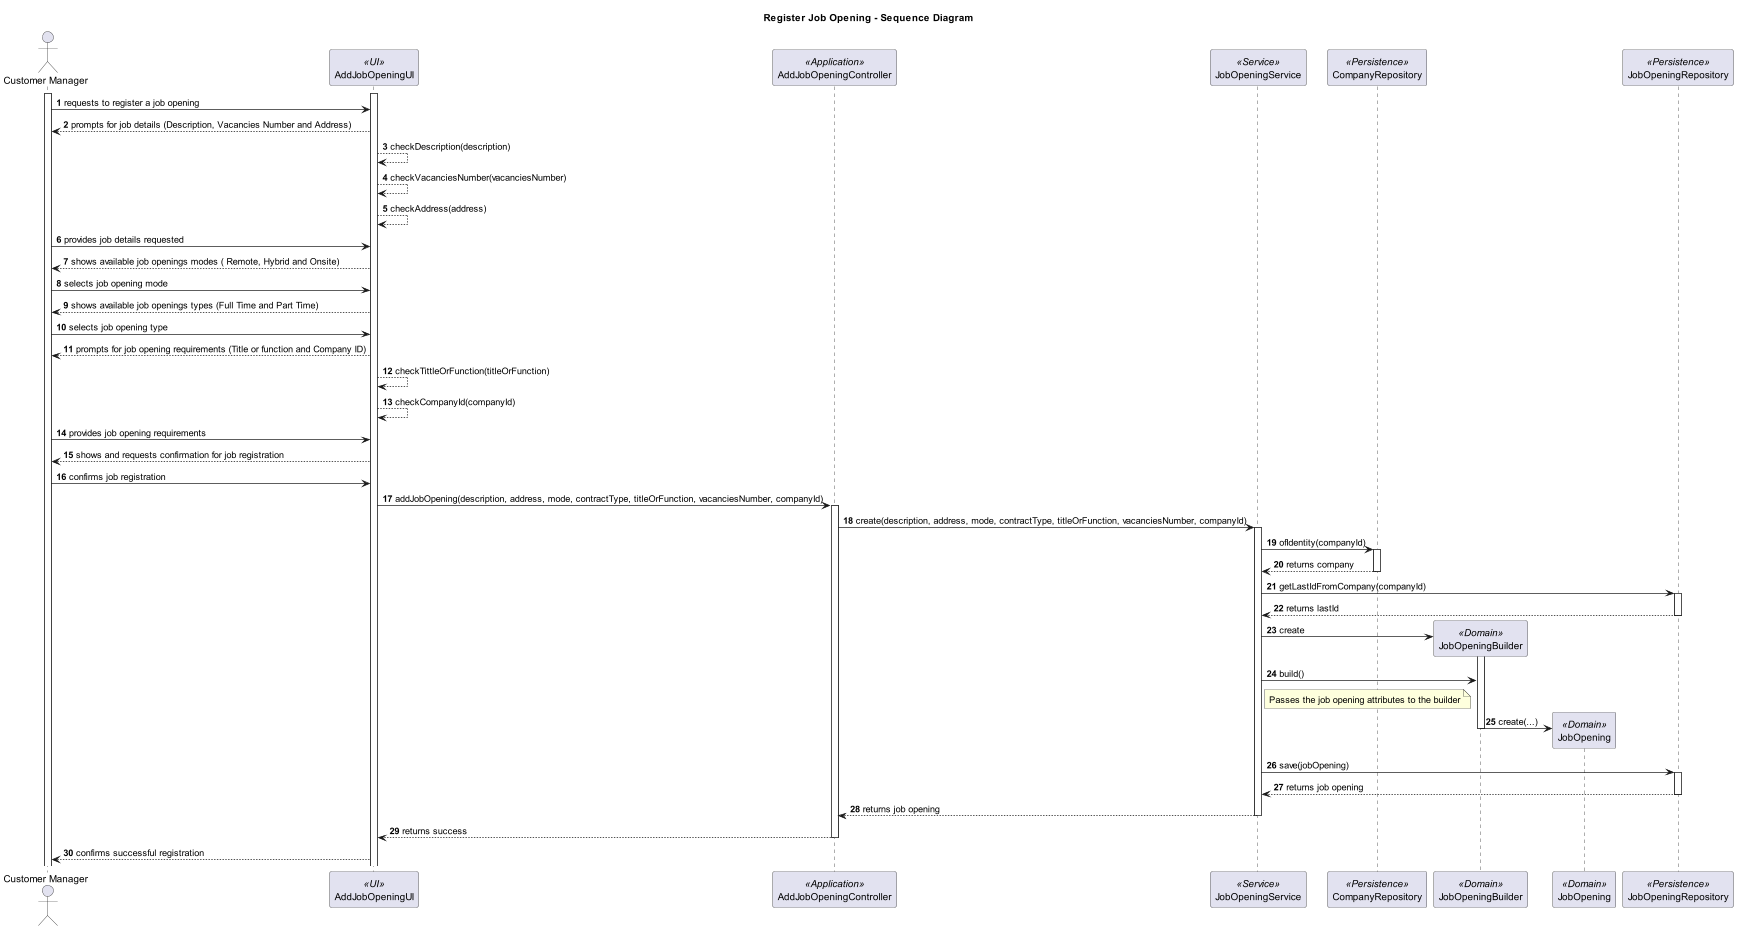 Register Job Opening - Sequence Diagram
Customer Manager
«UI»
AddJobOpeningUI
«Application»
AddJobOpeningController
«Service»
JobOpeningService
«Persistence»
CompanyRepository
«Persistence»
JobOpeningRepository
1 requests to register a job opening
2 prompts for job details (Description, Vacancies Number and Address)
3 checkDescription(description)
4 checkVacanciesNumber(vacanciesNumber)
5 checkAddress(address)
6 provides job details requested
7 shows available job openings modes ( Remote, Hybrid and Onsite)
8 selects job opening mode
9 shows available job openings types (Full Time and Part Time)
10 selects job opening type
11 prompts for job opening requirements (Title or function and Company ID)
12 checkTittleOrFunction(titleOrFunction)
13 checkCompanyId(companyId)
14 provides job opening requirements
15 shows and requests confirmation for job registration
16 confirms job registration
17 addJobOpening(description, address, mode, contractType, titleOrFunction, vacanciesNumber, companyId)
18 create(description, address, mode, contractType, titleOrFunction, vacanciesNumber, companyId)
19 ofIdentity(companyId)
20 returns company
21 getLastIdFromCompany(companyId)
22 returns lastId
23 create
«Domain»
JobOpeningBuilder
24 build()
Passes the job opening attributes to the builder
25 create(...)
«Domain»
JobOpening
26 save(jobOpening)
27 returns job opening
28 returns job opening
29 returns success
30 confirms successful registration
Customer Manager
«UI»
AddJobOpeningUI
«Application»
AddJobOpeningController
«Service»
JobOpeningService
«Persistence»
CompanyRepository
«Domain»
JobOpeningBuilder
«Domain»
JobOpening
«Persistence»
JobOpeningRepository